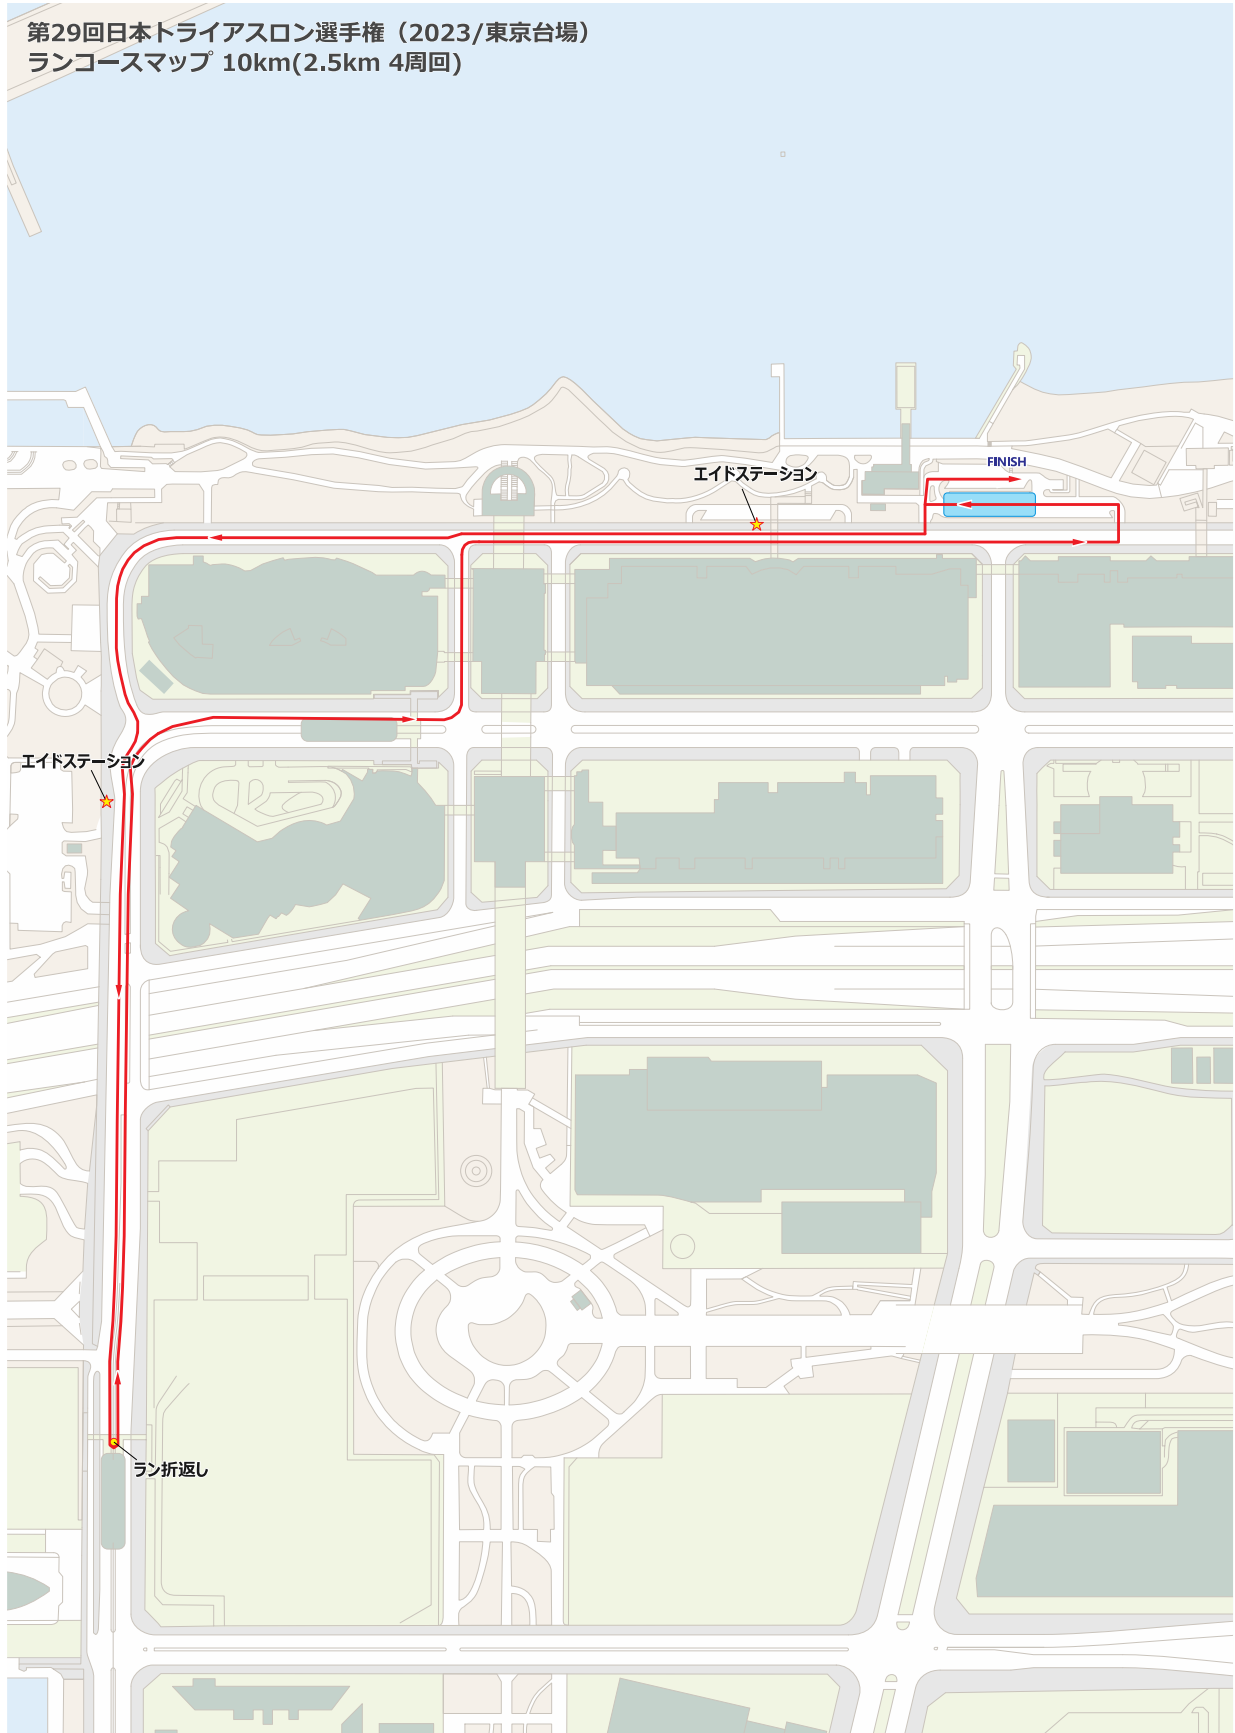 第29回日本トライアスロン選手権（2023/東京台場）
ランコースマップ 10km(2.5km 4周回)
FINISH
エイドステーション
エイドステーション
ラン折返し